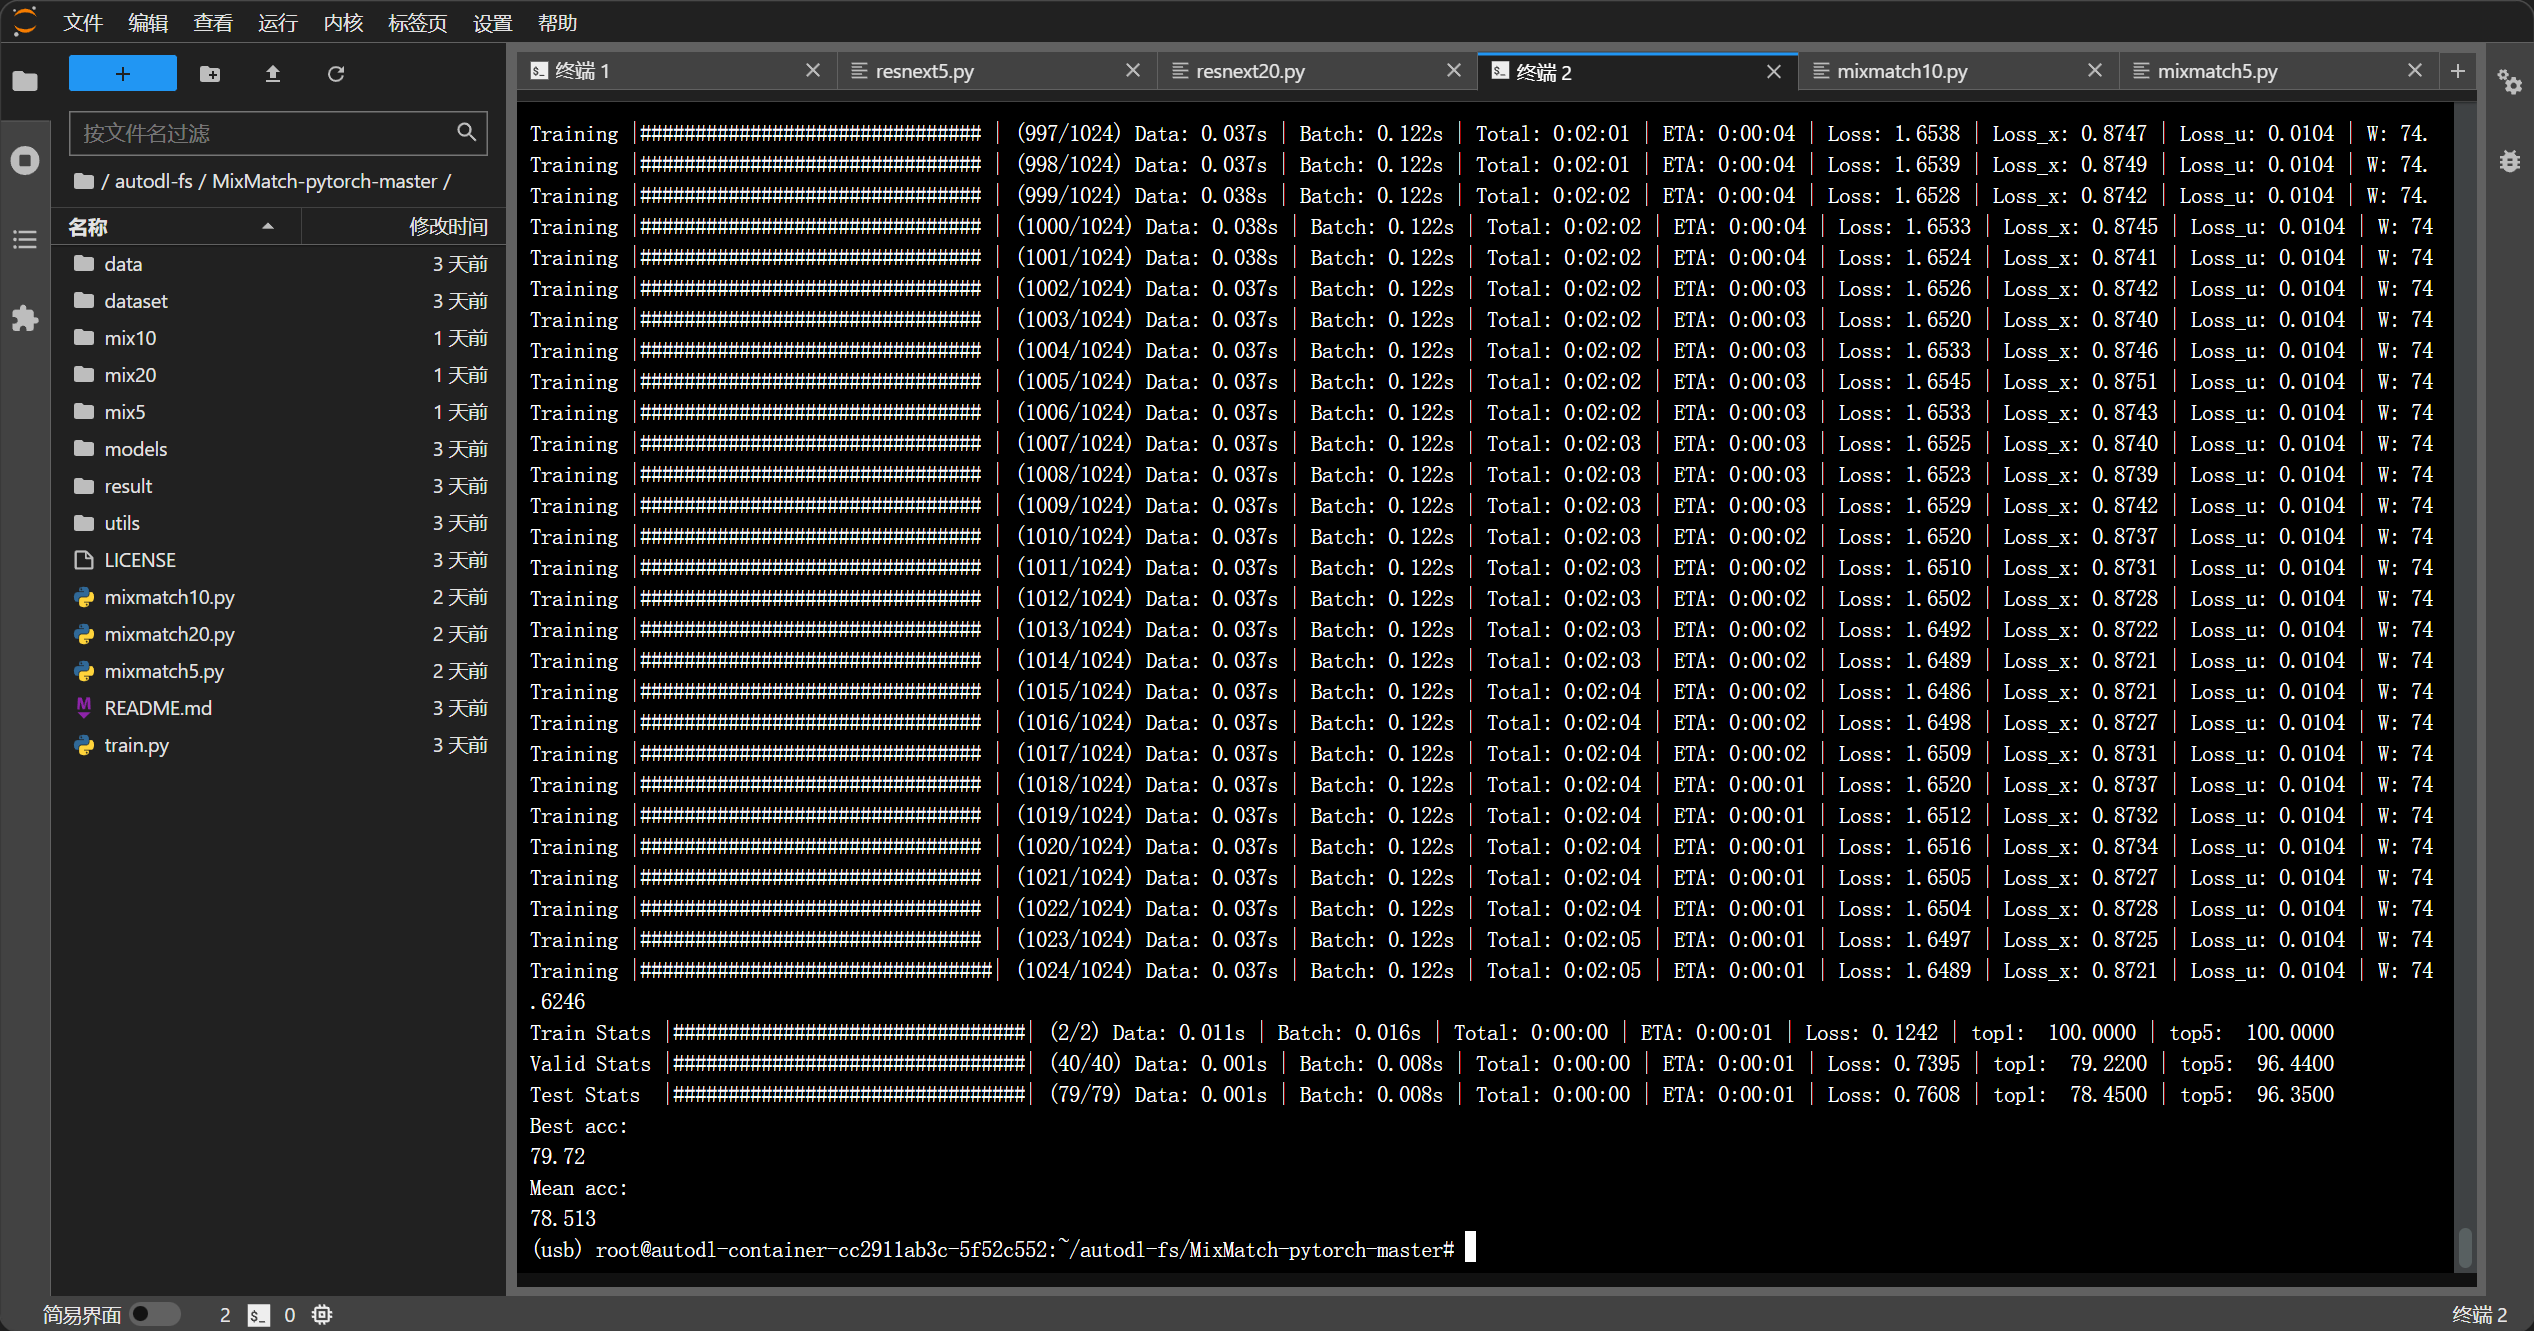 文件 编辑 查看 运行 内核 标签页 设置 帮助
+
按文件名过滤
/ autodl-fs / MixMatch-pytorch-master /
名称 修改时间
data 3 天前
dataset 3 天前
mix10 1 天前
mix20 1 天前
mix5 1 天前
models 3 天前
result 3 天前
utils 3 天前
LICENSE 3 天前
mixmatch10.py 2 天前
mixmatch20.py 2 天前
mixmatch5.py 2 天前
README.md 3 天前
train.py 3 天前
终端 1 resnext5.py resnext20.py 终端 2 mixmatch10.py mixmatch5.py +
Training |############################### | (997/1024) Data: 0.037s | Batch: 0.122s | Total: 0:02:01 | ETA: 0:00:04 | Loss: 1.6538 | Loss_x: 0.8747 | Loss_u: 0.0104 | W: 74.
Training |############################### | (998/1024) Data: 0.037s | Batch: 0.122s | Total: 0:02:01 | ETA: 0:00:04 | Loss: 1.6539 | Loss_x: 0.8749 | Loss_u: 0.0104 | W: 74.
Training |############################### | (999/1024) Data: 0.038s | Batch: 0.122s | Total: 0:02:02 | ETA: 0:00:04 | Loss: 1.6528 | Loss_x: 0.8742 | Loss_u: 0.0104 | W: 74.
Training |############################### | (1000/1024) Data: 0.038s | Batch: 0.122s | Total: 0:02:02 | ETA: 0:00:04 | Loss: 1.6533 | Loss_x: 0.8745 | Loss_u: 0.0104 | W: 74
Training |############################### | (1001/1024) Data: 0.038s | Batch: 0.122s | Total: 0:02:02 | ETA: 0:00:04 | Loss: 1.6524 | Loss_x: 0.8741 | Loss_u: 0.0104 | W: 74
Training |############################### | (1002/1024) Data: 0.037s | Batch: 0.122s | Total: 0:02:02 | ETA: 0:00:03 | Loss: 1.6526 | Loss_x: 0.8742 | Loss_u: 0.0104 | W: 74
Training |############################### | (1003/1024) Data: 0.037s | Batch: 0.122s | Total: 0:02:02 | ETA: 0:00:03 | Loss: 1.6520 | Loss_x: 0.8740 | Loss_u: 0.0104 | W: 74
Training |############################### | (1004/1024) Data: 0.037s | Batch: 0.122s | Total: 0:02:02 | ETA: 0:00:03 | Loss: 1.6533 | Loss_x: 0.8746 | Loss_u: 0.0104 | W: 74
Training |############################### | (1005/1024) Data: 0.037s | Batch: 0.122s | Total: 0:02:02 | ETA: 0:00:03 | Loss: 1.6545 | Loss_x: 0.8751 | Loss_u: 0.0104 | W: 74
Training |############################### | (1006/1024) Data: 0.037s | Batch: 0.122s | Total: 0:02:02 | ETA: 0:00:03 | Loss: 1.6533 | Loss_x: 0.8743 | Loss_u: 0.0104 | W: 74
Training |############################### | (1007/1024) Data: 0.037s | Batch: 0.122s | Total: 0:02:03 | ETA: 0:00:03 | Loss: 1.6525 | Loss_x: 0.8740 | Loss_u: 0.0104 | W: 74
Training |############################### | (1008/1024) Data: 0.037s | Batch: 0.122s | Total: 0:02:03 | ETA: 0:00:03 | Loss: 1.6523 | Loss_x: 0.8739 | Loss_u: 0.0104 | W: 74
Training |############################### | (1009/1024) Data: 0.037s | Batch: 0.122s | Total: 0:02:03 | ETA: 0:00:03 | Loss: 1.6529 | Loss_x: 0.8742 | Loss_u: 0.0104 | W: 74
Training |############################### | (1010/1024) Data: 0.037s | Batch: 0.122s | Total: 0:02:03 | ETA: 0:00:02 | Loss: 1.6520 | Loss_x: 0.8737 | Loss_u: 0.0104 | W: 74
Training |############################### | (1011/1024) Data: 0.037s | Batch: 0.122s | Total: 0:02:03 | ETA: 0:00:02 | Loss: 1.6510 | Loss_x: 0.8731 | Loss_u: 0.0104 | W: 74
Training |############################### | (1012/1024) Data: 0.037s | Batch: 0.122s | Total: 0:02:03 | ETA: 0:00:02 | Loss: 1.6502 | Loss_x: 0.8728 | Loss_u: 0.0104 | W: 74
Training |############################### | (1013/1024) Data: 0.037s | Batch: 0.122s | Total: 0:02:03 | ETA: 0:00:02 | Loss: 1.6492 | Loss_x: 0.8722 | Loss_u: 0.0104 | W: 74
Training |############################### | (1014/1024) Data: 0.037s | Batch: 0.122s | Total: 0:02:03 | ETA: 0:00:02 | Loss: 1.6489 | Loss_x: 0.8721 | Loss_u: 0.0104 | W: 74
Training |############################### | (1015/1024) Data: 0.037s | Batch: 0.122s | Total: 0:02:04 | ETA: 0:00:02 | Loss: 1.6486 | Loss_x: 0.8721 | Loss_u: 0.0104 | W: 74
Training |############################### | (1016/1024) Data: 0.037s | Batch: 0.122s | Total: 0:02:04 | ETA: 0:00:02 | Loss: 1.6498 | Loss_x: 0.8727 | Loss_u: 0.0104 | W: 74
Training |############################### | (1017/1024) Data: 0.037s | Batch: 0.122s | Total: 0:02:04 | ETA: 0:00:02 | Loss: 1.6509 | Loss_x: 0.8731 | Loss_u: 0.0104 | W: 74
Training |############################### | (1018/1024) Data: 0.037s | Batch: 0.122s | Total: 0:02:04 | ETA: 0:00:01 | Loss: 1.6520 | Loss_x: 0.8737 | Loss_u: 0.0104 | W: 74
Training |############################### | (1019/1024) Data: 0.037s | Batch: 0.122s | Total: 0:02:04 | ETA: 0:00:01 | Loss: 1.6512 | Loss_x: 0.8732 | Loss_u: 0.0104 | W: 74
Training |############################### | (1020/1024) Data: 0.037s | Batch: 0.122s | Total: 0:02:04 | ETA: 0:00:01 | Loss: 1.6516 | Loss_x: 0.8734 | Loss_u: 0.0104 | W: 74
Training |############################### | (1021/1024) Data: 0.037s | Batch: 0.122s | Total: 0:02:04 | ETA: 0:00:01 | Loss: 1.6505 | Loss_x: 0.8727 | Loss_u: 0.0104 | W: 74
Training |############################### | (1022/1024) Data: 0.037s | Batch: 0.122s | Total: 0:02:04 | ETA: 0:00:01 | Loss: 1.6504 | Loss_x: 0.8728 | Loss_u: 0.0104 | W: 74
Training |############################### | (1023/1024) Data: 0.037s | Batch: 0.122s | Total: 0:02:05 | ETA: 0:00:01 | Loss: 1.6497 | Loss_x: 0.8725 | Loss_u: 0.0104 | W: 74
Training |################################| (1024/1024) Data: 0.037s | Batch: 0.122s | Total: 0:02:05 | ETA: 0:00:01 | Loss: 1.6489 | Loss_x: 0.8721 | Loss_u: 0.0104 | W: 74
.6246
Train Stats |################################| (2/2) Data: 0.011s | Batch: 0.016s | Total: 0:00:00 | ETA: 0:00:01 | Loss: 0.1242 | top1: 100.0000 | top5: 100.0000
Valid Stats |################################| (40/40) Data: 0.001s | Batch: 0.008s | Total: 0:00:00 | ETA: 0:00:01 | Loss: 0.7395 | top1: 79.2200 | top5: 96.4400
Test Stats |################################| (79/79) Data: 0.001s | Batch: 0.008s | Total: 0:00:00 | ETA: 0:00:01 | Loss: 0.7608 | top1: 78.4500 | top5: 96.3500
Best acc:
79.72
Mean acc:
78.513
(usb) root@autodl-container-cc2911ab3c-5f52c552:~/autodl-fs/MixMatch-pytorch-master#
简易界面 2 $_ 0 终端 2